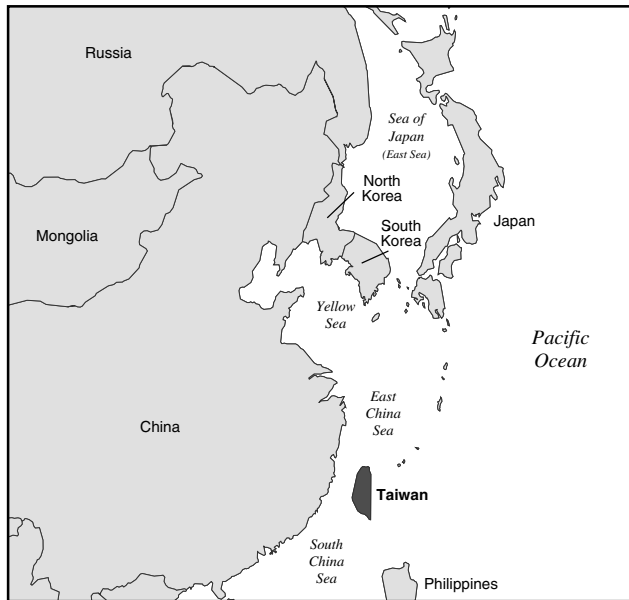 Russia
Sea of
Japan
(East Sea)
North
Korea
South
Korea
Japan
Mongolia
Yellow
Sea
Pacific
Ocean
East
China
Sea
China
Taiwan
South
China
Sea
Philippines